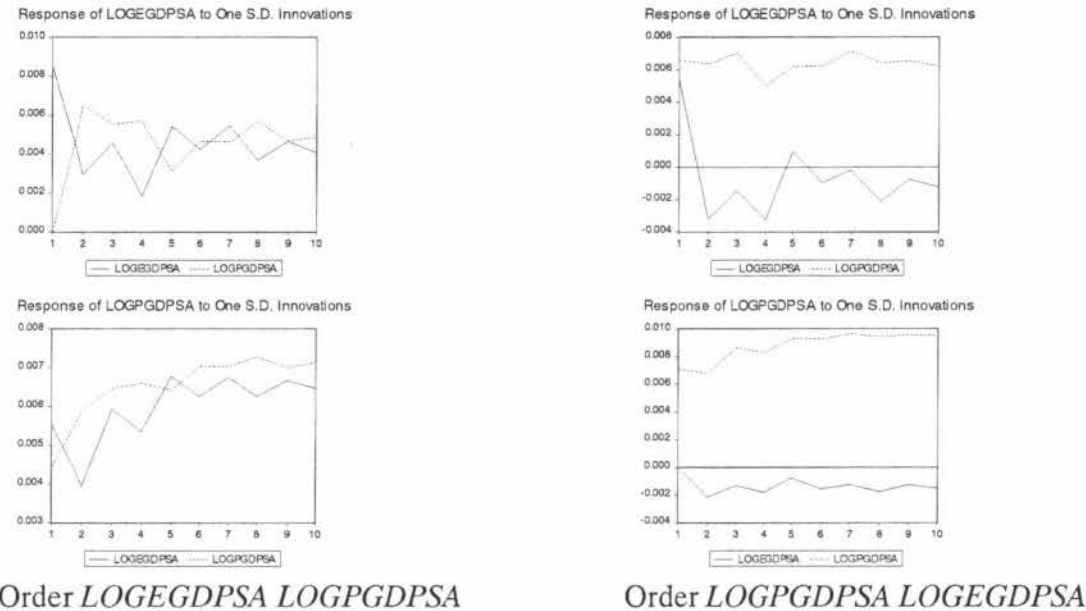 Response of LOGEGDPSA to One S.D. Innovations
0.010
0.008
0.006
0.004
0.002
0.000
1 2 3 4 5 6 7 8 9 10
LOGEGDPSA LOGPGDPSA
Response of LOGEGDPSA to One S.D. Innovations
0.008
0.006
0.004
0.002
0.000
-0.002
-0.004
1 2 3 4 5 6 7 8 9 10
LOGEGDPSA LOGPGDPSA
Response of LOGPGDPSA to One S.D. Innovations
0.008
0.007
0.006
0.005
0.004
0.003
1 2 3 4 5 6 7 8 9 10
LOGEGDPSA LOGPGDPSA
Response of LOGPGDPSA to One S.D. Innovations
0.010
0.008
0.006
0.004
0.002
0.000
-0.002
-0.004
1 2 3 4 5 6 7 8 9 10
LOGEGDPSA LOGPGDPSA
Order LOGEGDPSA LOGPGDPSA
Order LOGPGDPSA LOGEGDPSA